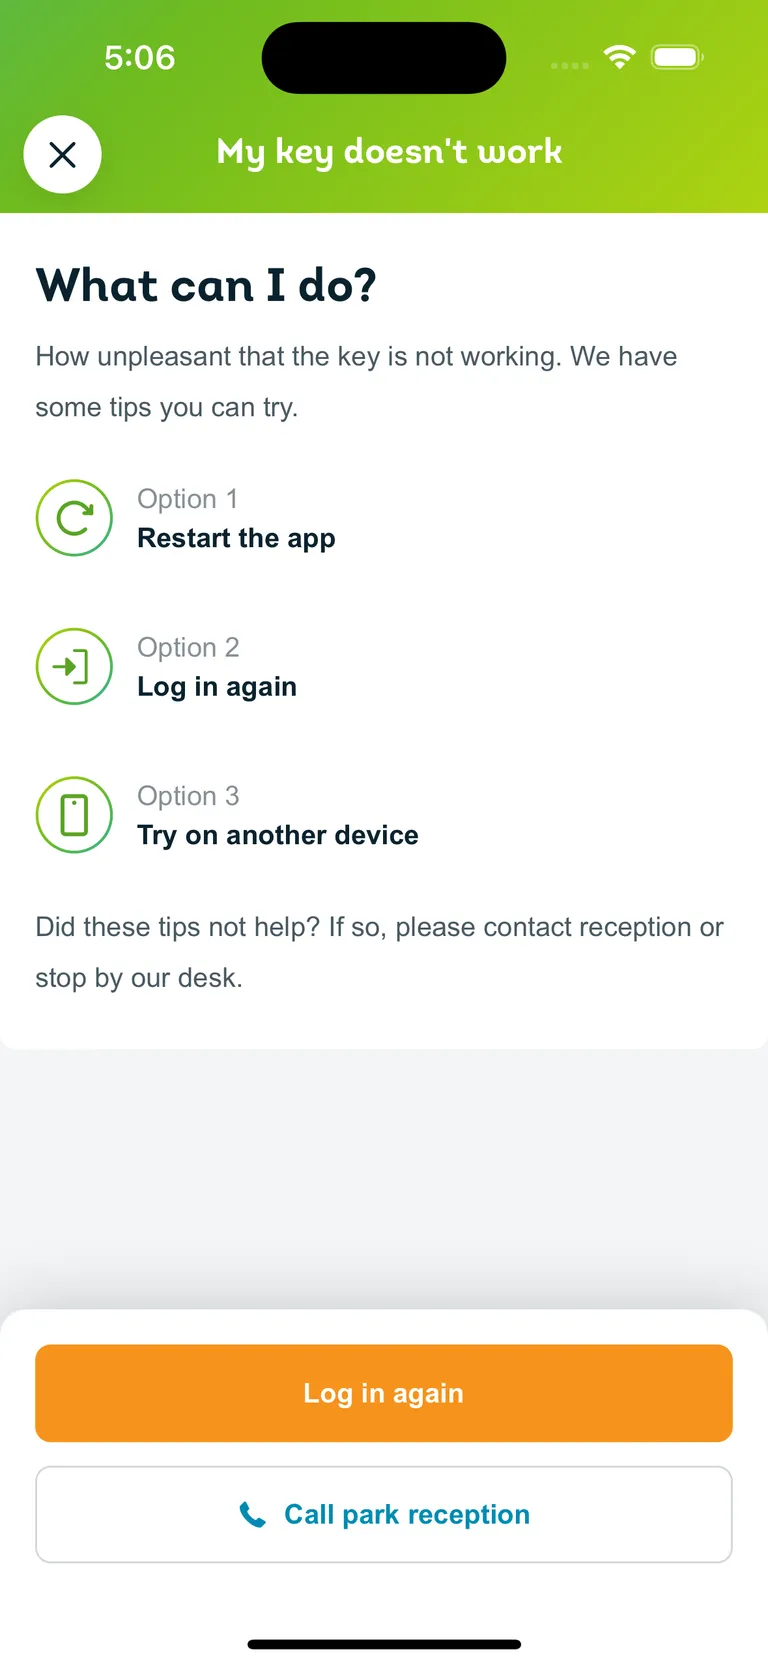 5:06
My key doesn't work
What can I do?
How unpleasant that the key is not working. We have
some tips you can try.
Option 1
Restart the app
Option 2
Log in again
Option 3
Try on another device
Did these tips not help? If so, please contact reception or
stop by our desk.
Log in again
Call park reception